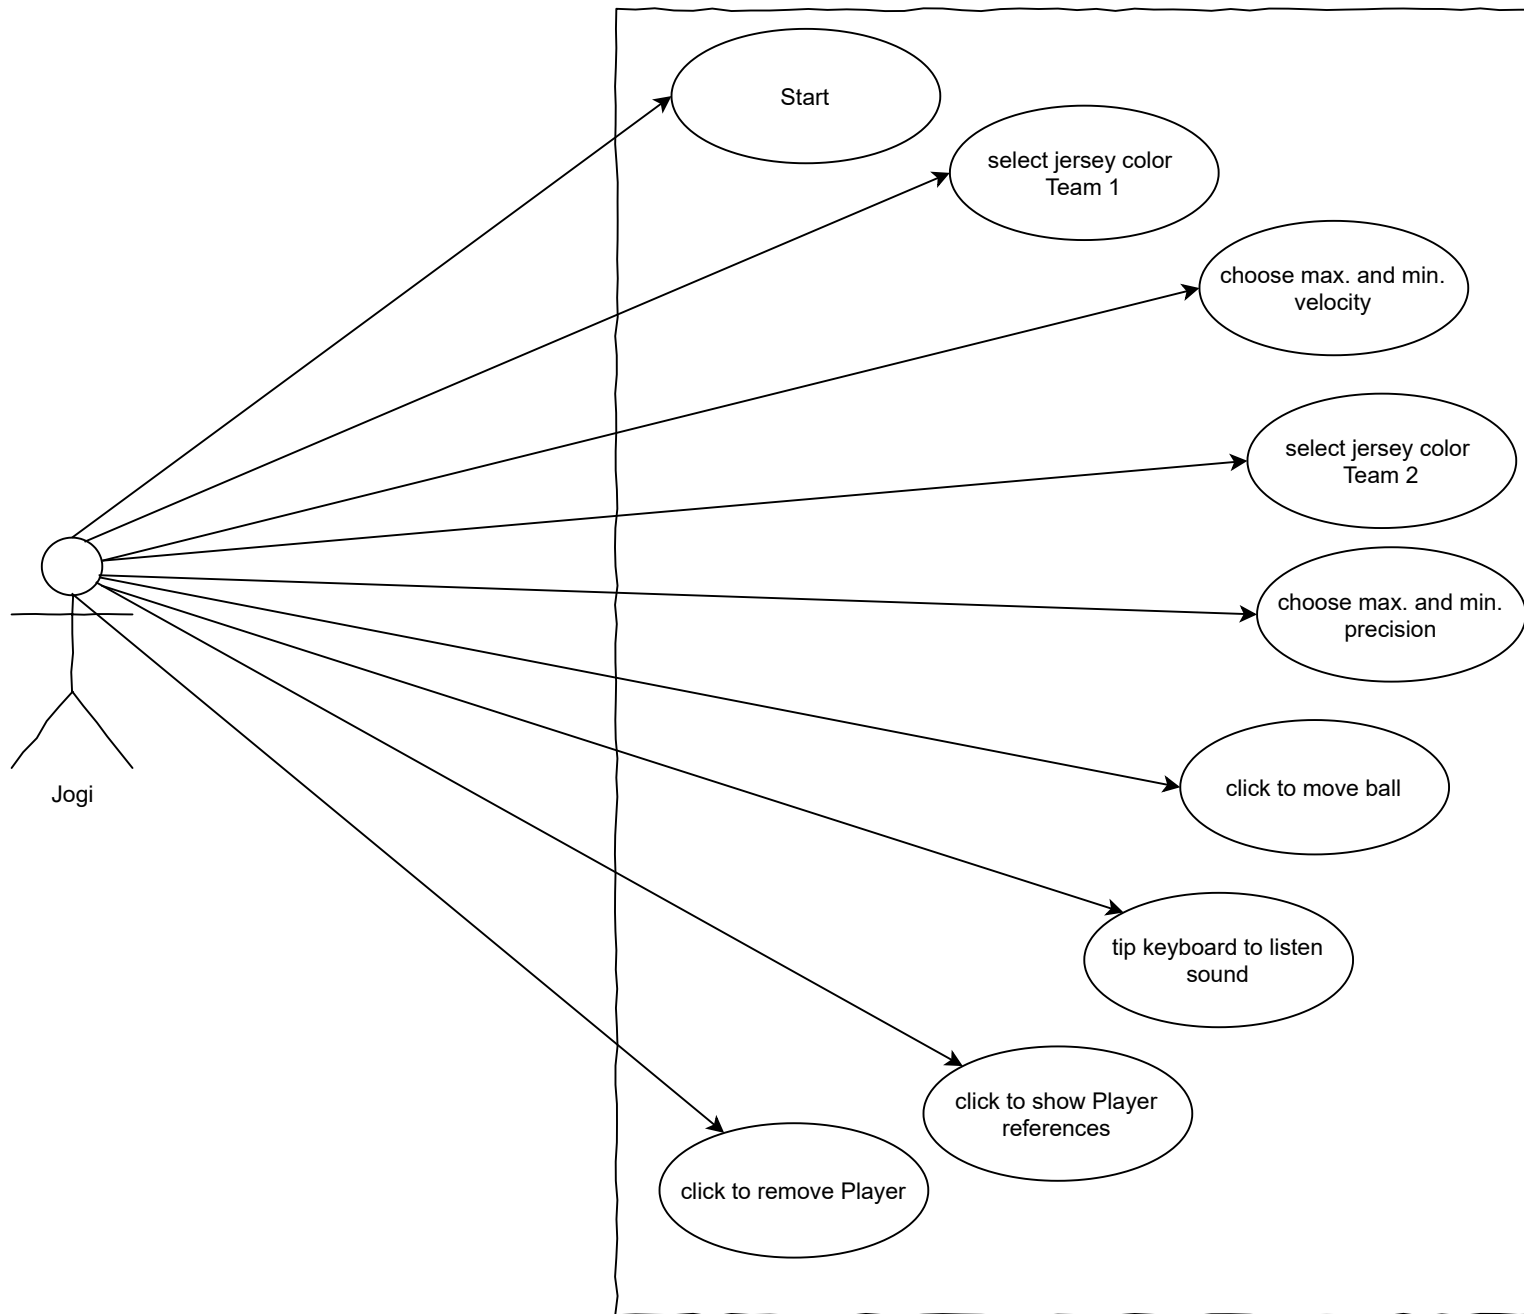 Start
select jersey color
Team 1
choose max. and min.
velocity
select jersey color
Team 2
choose max. and min.
precision
click to move ball
Jogi
tip keyboard to listen
sound
click to show Player
references
click to remove Player